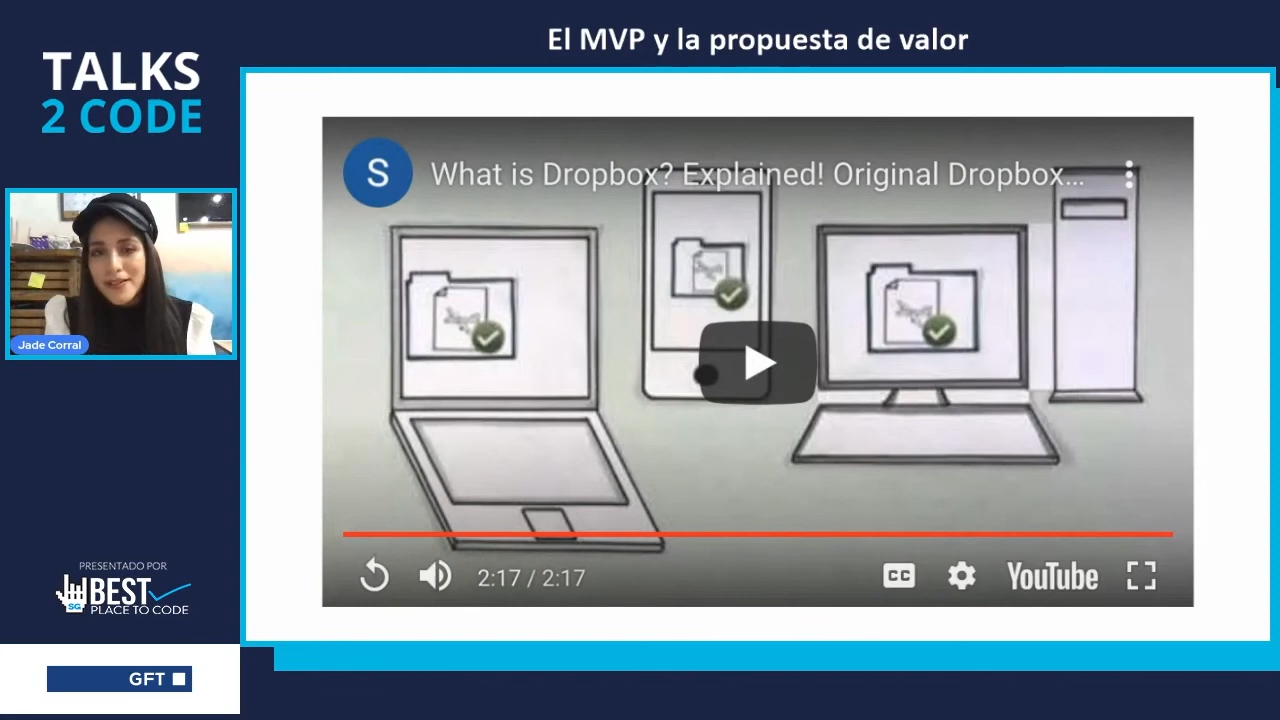 El MVP y la propuesta de valor
TALKS
2 CODE
S
What is Dropbox? Explained! Original Dropbox...
Jade Corral
2:17 / 2:17
CC
YouTube
PRESENTADO POR
BEST
SG
PLACE TO CODE
GFT